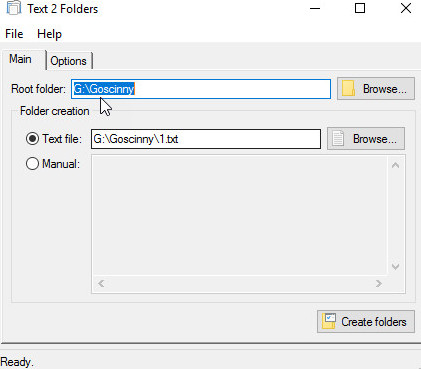 Text 2 Folders
File Help
Main Options
Root folder: G:\Goscinny Browse...
Folder creation
Text file: G:\Goscinny\1.txt Browse...
Manual:
Create folders
Ready.